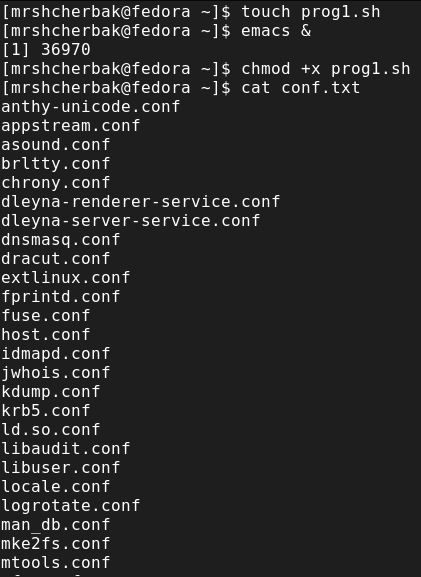 [mrshcherbak@fedora ~]$ touch prog1.sh
[mrshcherbak@fedora ~]$ emacs &
[1] 36970
[mrshcherbak@fedora ~]$ chmod +x prog1.sh
[mrshcherbak@fedora ~]$ cat conf.txt
anthy-unicode.conf
appstream.conf
asound.conf
brltty.conf
chrony.conf
dleyna-renderer-service.conf
dleyna-server-service.conf
dnsmasq.conf
dracut.conf
extlinux.conf
fprintd.conf
fuse.conf
host.conf
idmapd.conf
jwhois.conf
kdump.conf
krb5.conf
ld.so.conf
libaudit.conf
libuser.conf
locale.conf
logrotate.conf
man_db.conf
mke2fs.conf
mtools.conf